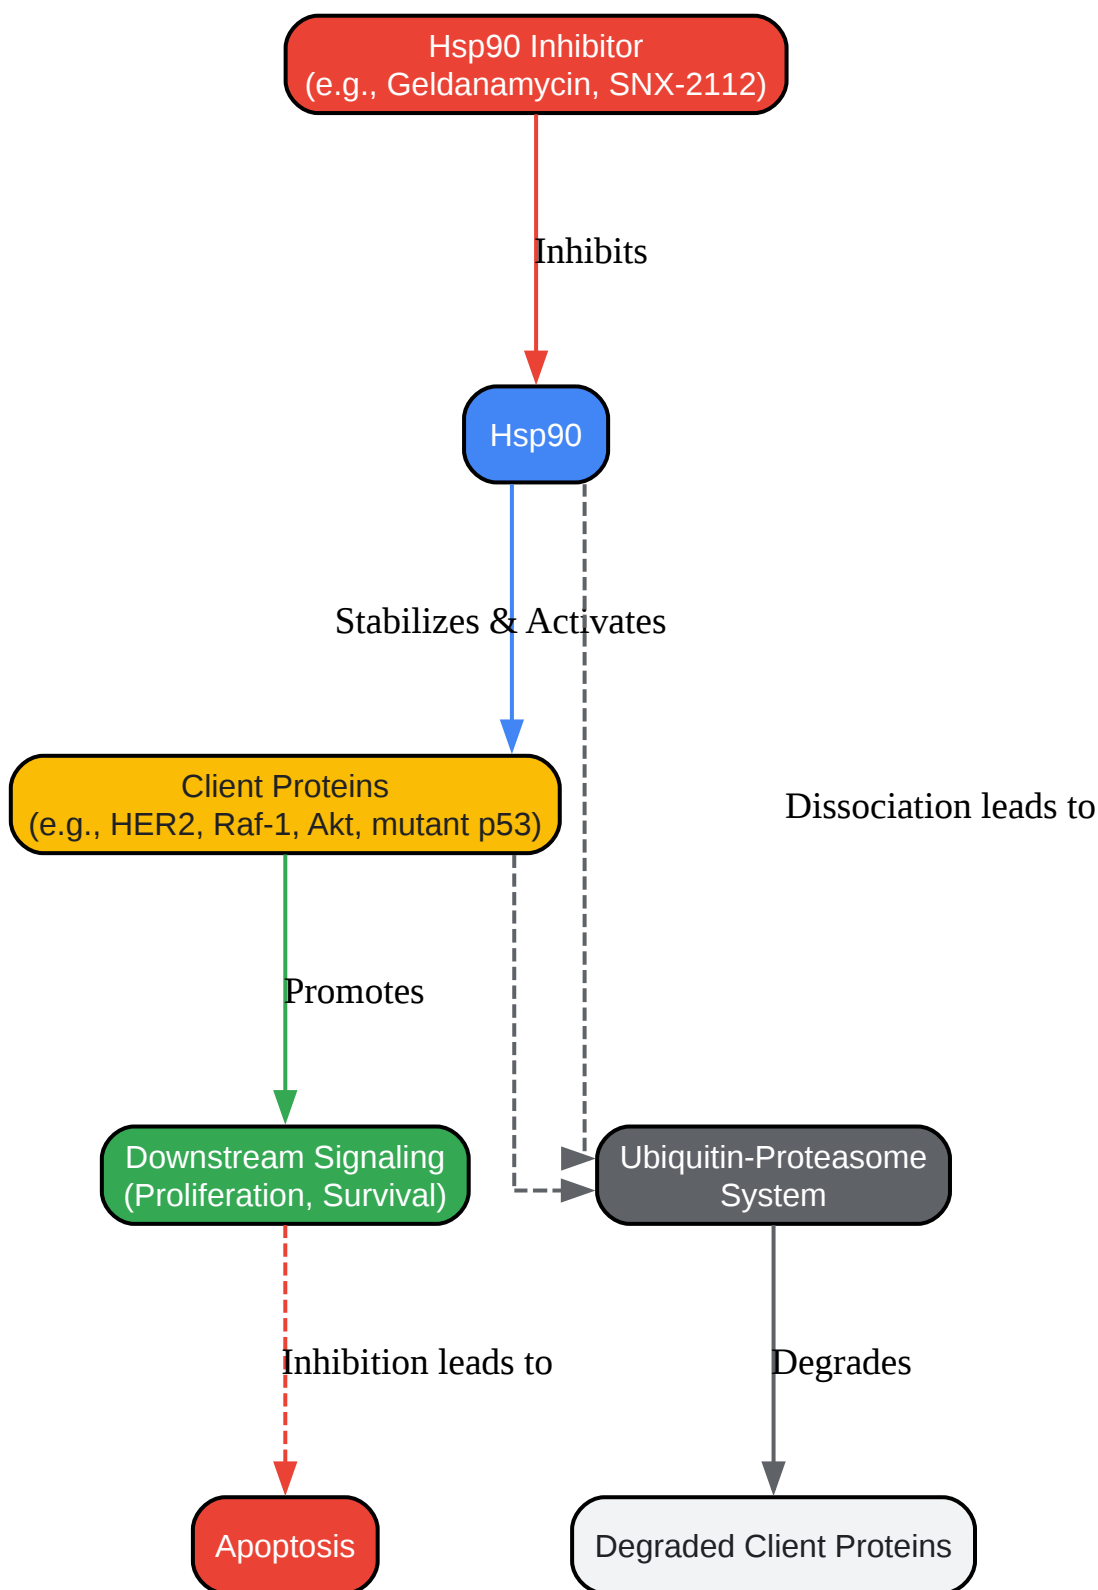 Hsp90 Inhibitor
(e.g., Geldanamycin, SNX-2112)
Inhibits
Hsp90
Stabilizes & Activates
Client Proteins
(e.g., HER2, Raf-1, Akt, mutant p53)
Dissociation leads to
Promotes
Downstream Signaling
(Proliferation, Survival)
Ubiquitin-Proteasome
System
Inhibition leads to
Degrades
Apoptosis
Degraded Client Proteins